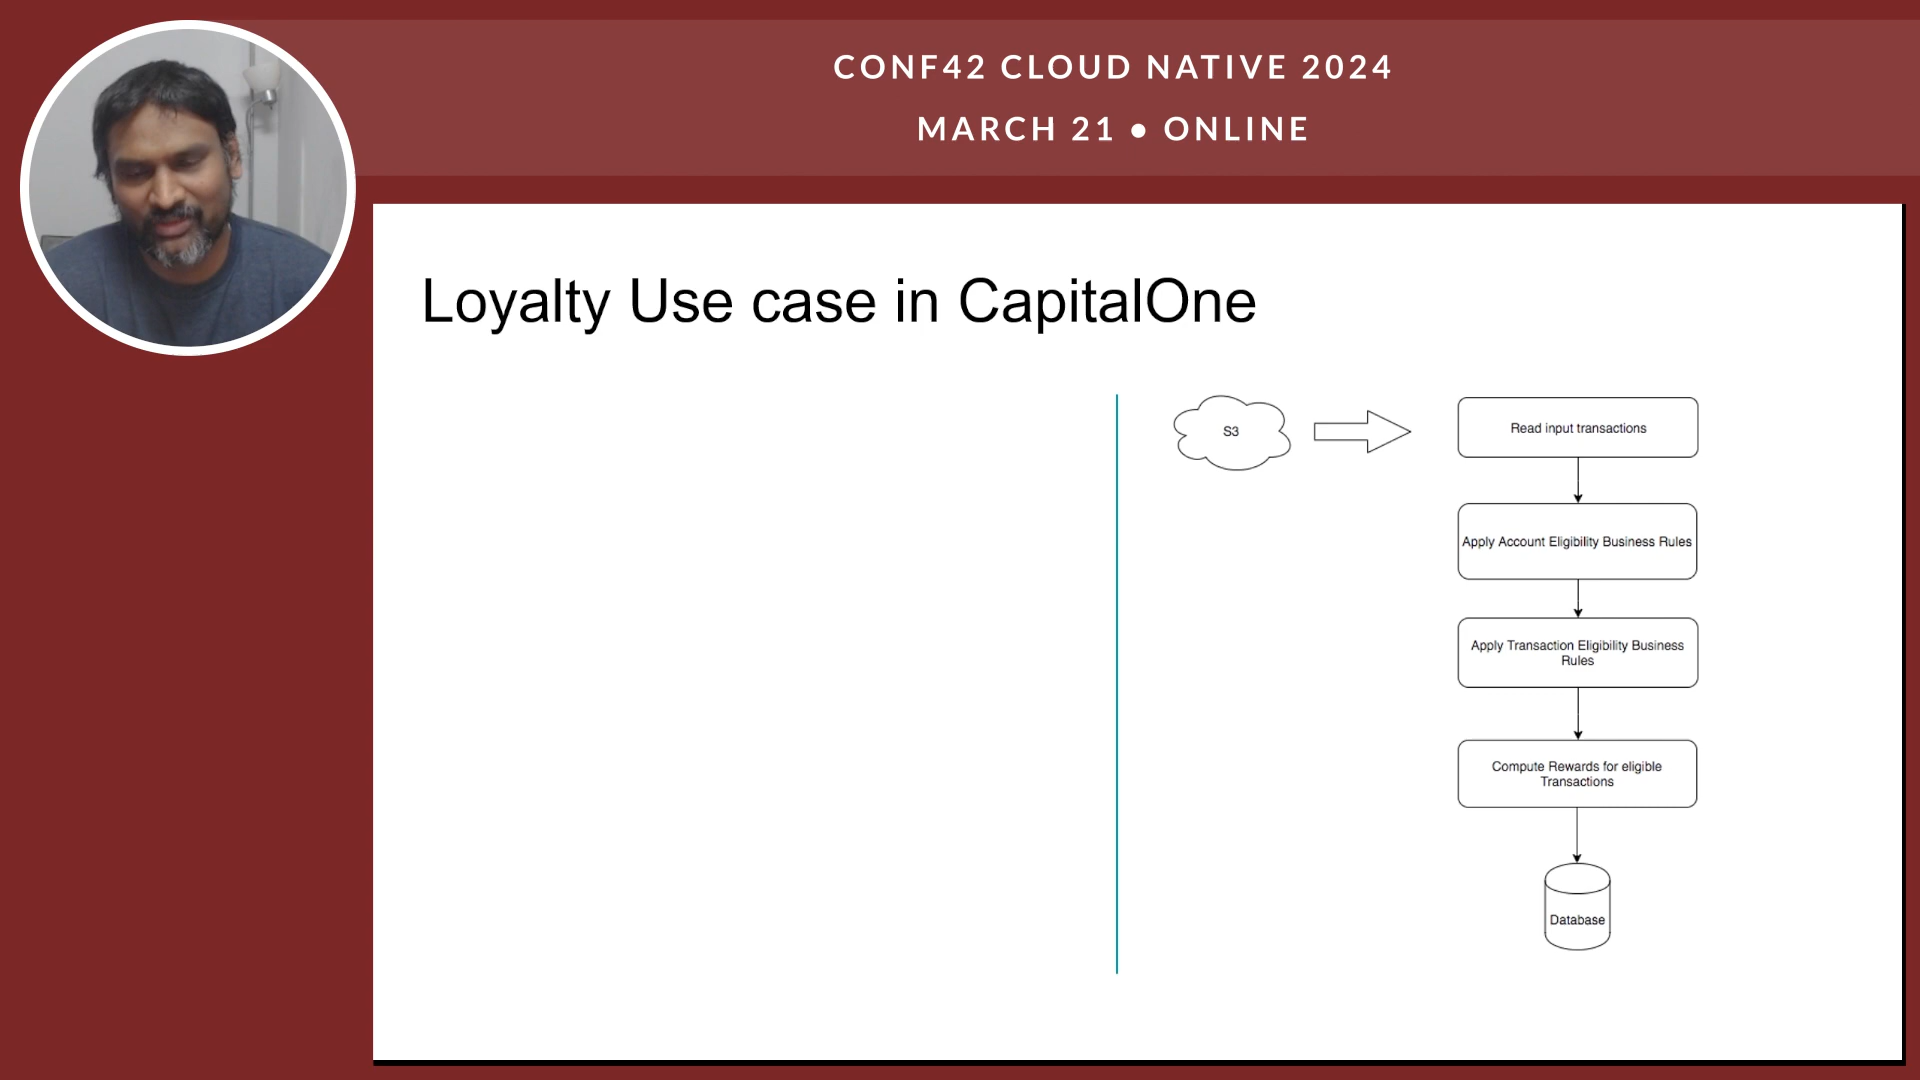 CONF42 CLOUD NATIVE 2024
MARCH 21 ● ONLINE
Loyalty Use case in CapitalOne
S3
Read input transactions
Apply Account Eligibility Business Rules
Apply Transaction Eligibility Business
Rules
Compute Rewards for eligible
Transactions
Database